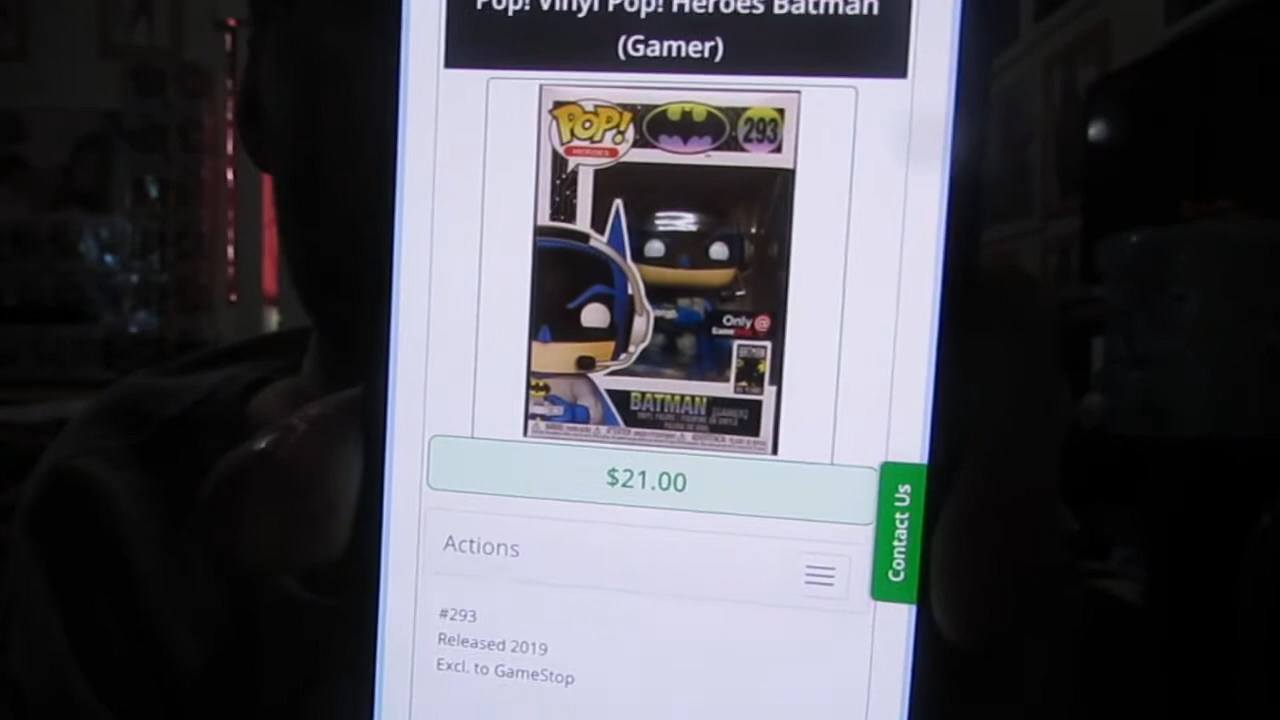 Pop! Vinyl Pop! Heroes Batman
(Gamer)
POP!
HEROES
293
Only
BATMAN
$21.00
Contact Us
Actions
#293
Released 2019
Excl. to GameStop